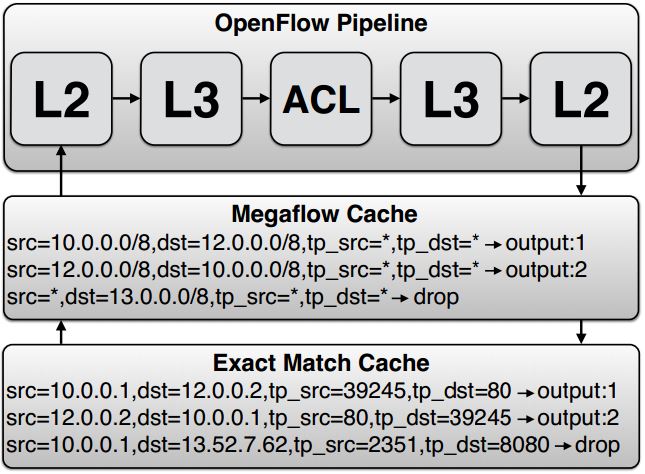 OpenFlow Pipeline
L2 L3 ACL L3 L2
Megaflow Cache
src=10.0.0.0/8,dst=12.0.0.0/8,tp_src=*,tp_dst=*→output:1
src=12.0.0.0/8,dst=10.0.0.0/8,tp_src=*,tp_dst=*→output:2
src=*,dst=13.0.0.0/8,tp_src=*,tp_dst=*→drop
Exact Match Cache
src=10.0.0.1,dst=12.0.0.2,tp_src=39245,tp_dst=80→output:1
src=12.0.0.2,dst=10.0.0.1,tp_src=80,tp_dst=39245→output:2
src=10.0.0.1,dst=13.52.7.62,tp_src=2351,tp_dst=8080→drop